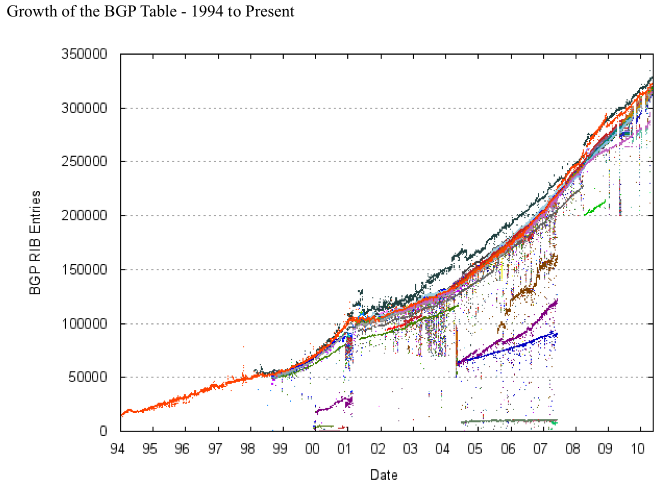 Growth of the BGP Table - 1994 to Present
350000
300000
250000
200000
150000
100000
50000
0
BGP RIB Entries
94 95 96 97 98 99 00 01 02 03 04 05 06 07 08 09 10
Date